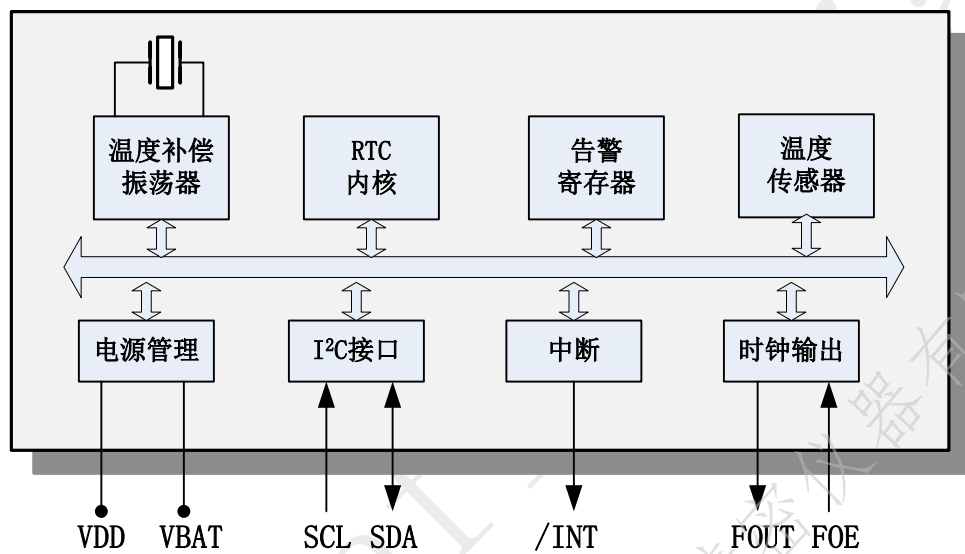 温度补偿
振荡器
RTC
内核
告警
寄存器
温度
传感器
电源管理
I²C接口
中断
时钟输出
VDD
VBAT
SCL
SDA
/INT
FOUT
FOE